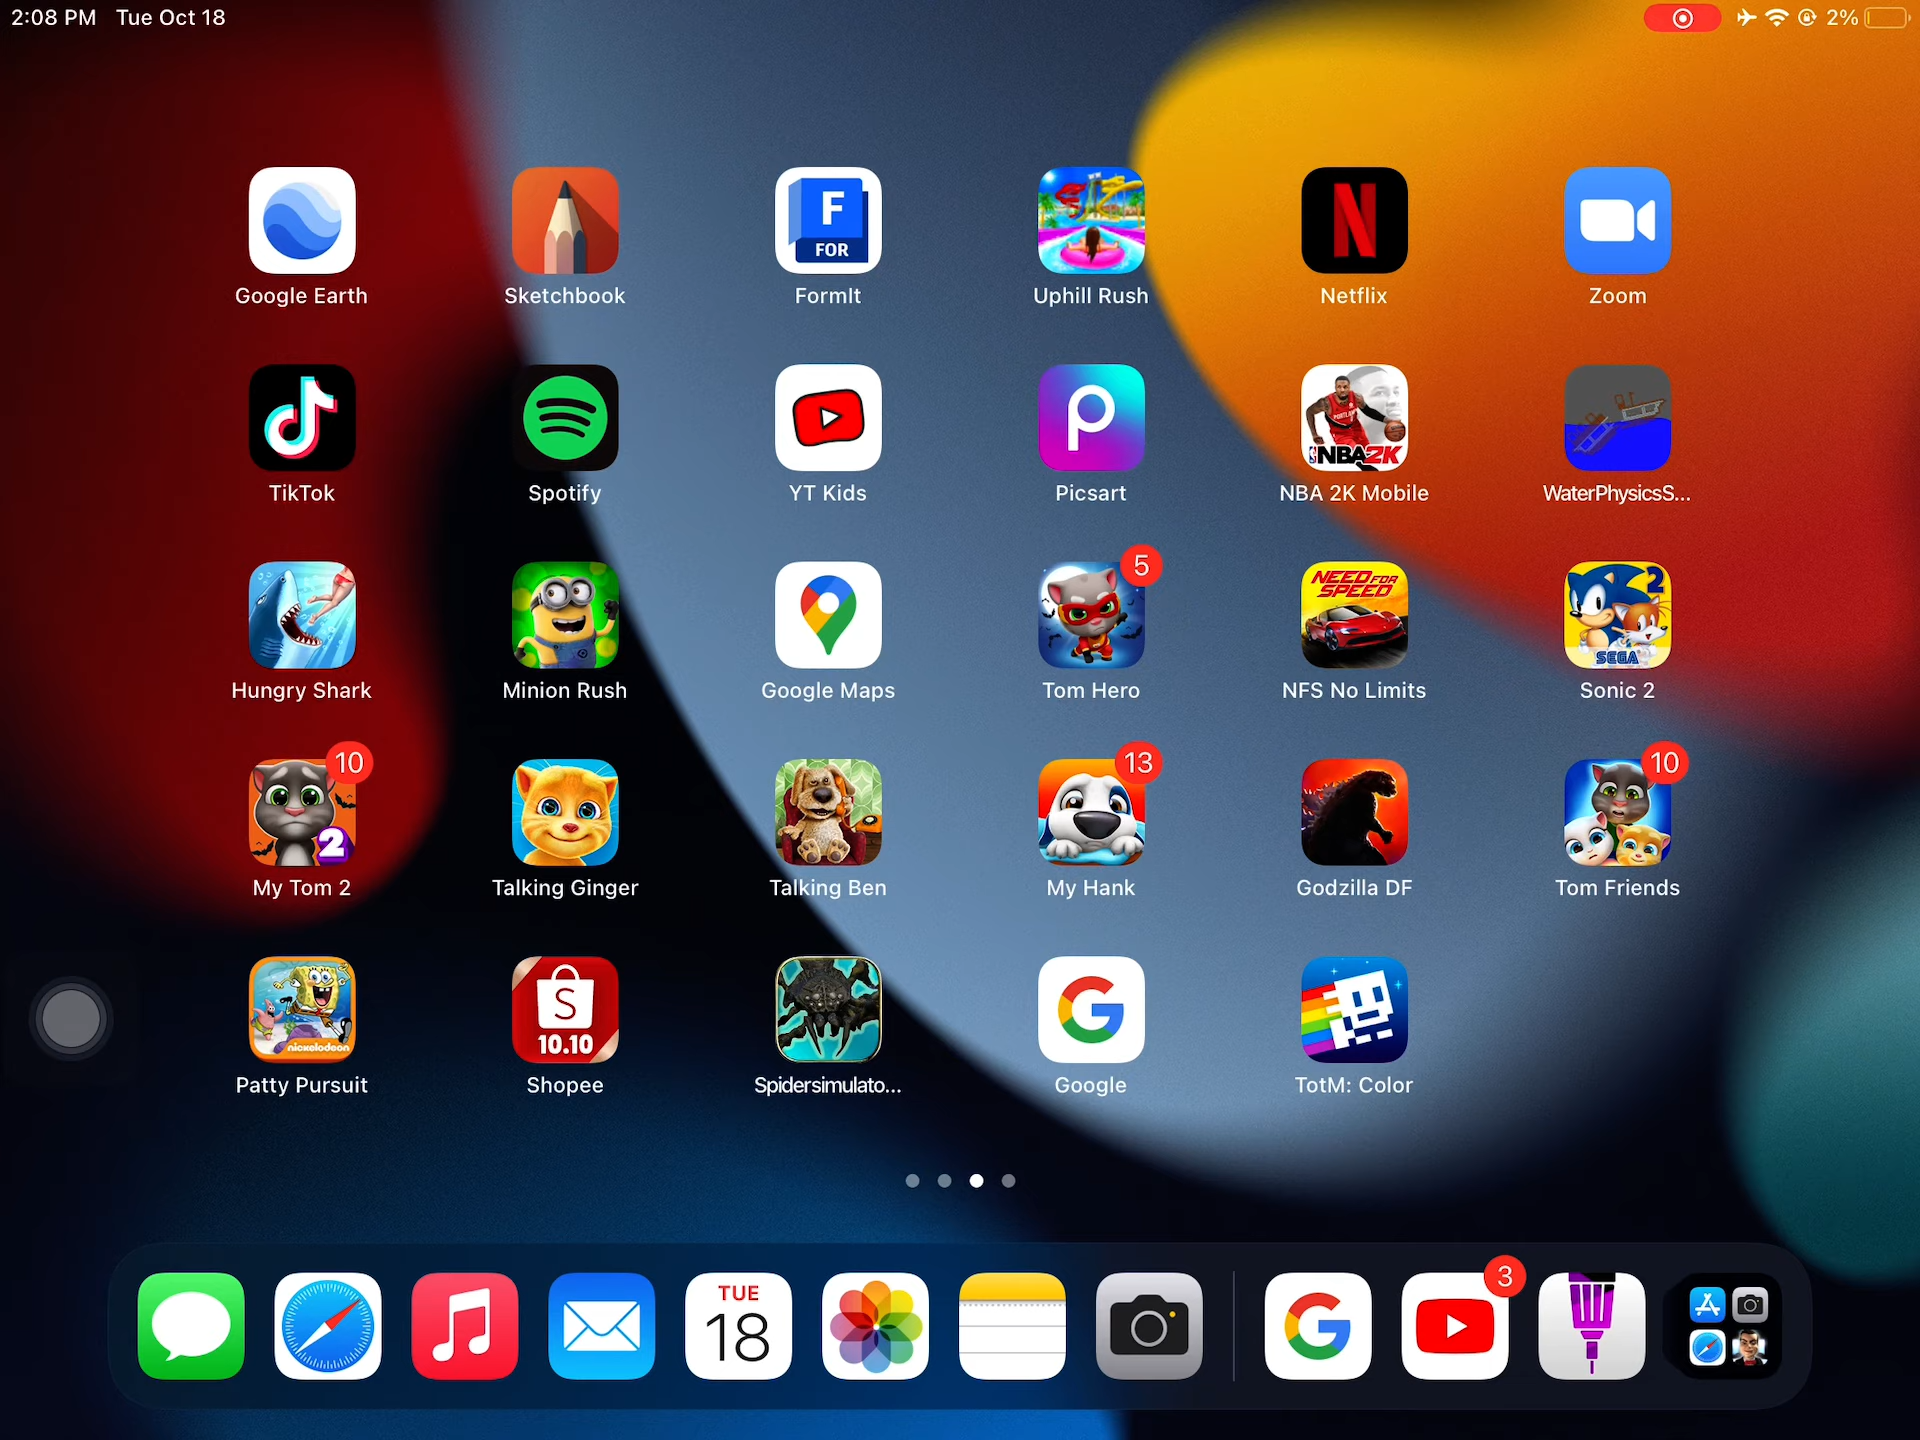 2:08 PM Tue Oct 18 2%
F
FOR
N
Google Earth Sketchbook FormIt Uphill Rush Netflix Zoom
PORTLAND
NBA2K
TikTok Spotify YT Kids Picsart NBA 2K Mobile WaterPhysicsS...
5
NEED FOR
SPEED
2
SEGA
Hungry Shark Minion Rush Google Maps Tom Hero NFS No Limits Sonic 2
10 13 10
2
My Tom 2 Talking Ginger Talking Ben My Hank Godzilla DF Tom Friends
S
nickelodeon 10.10 G
Patty Pursuit Shopee Spidersimulato... Google TotM: Color
3
TUE
18 G